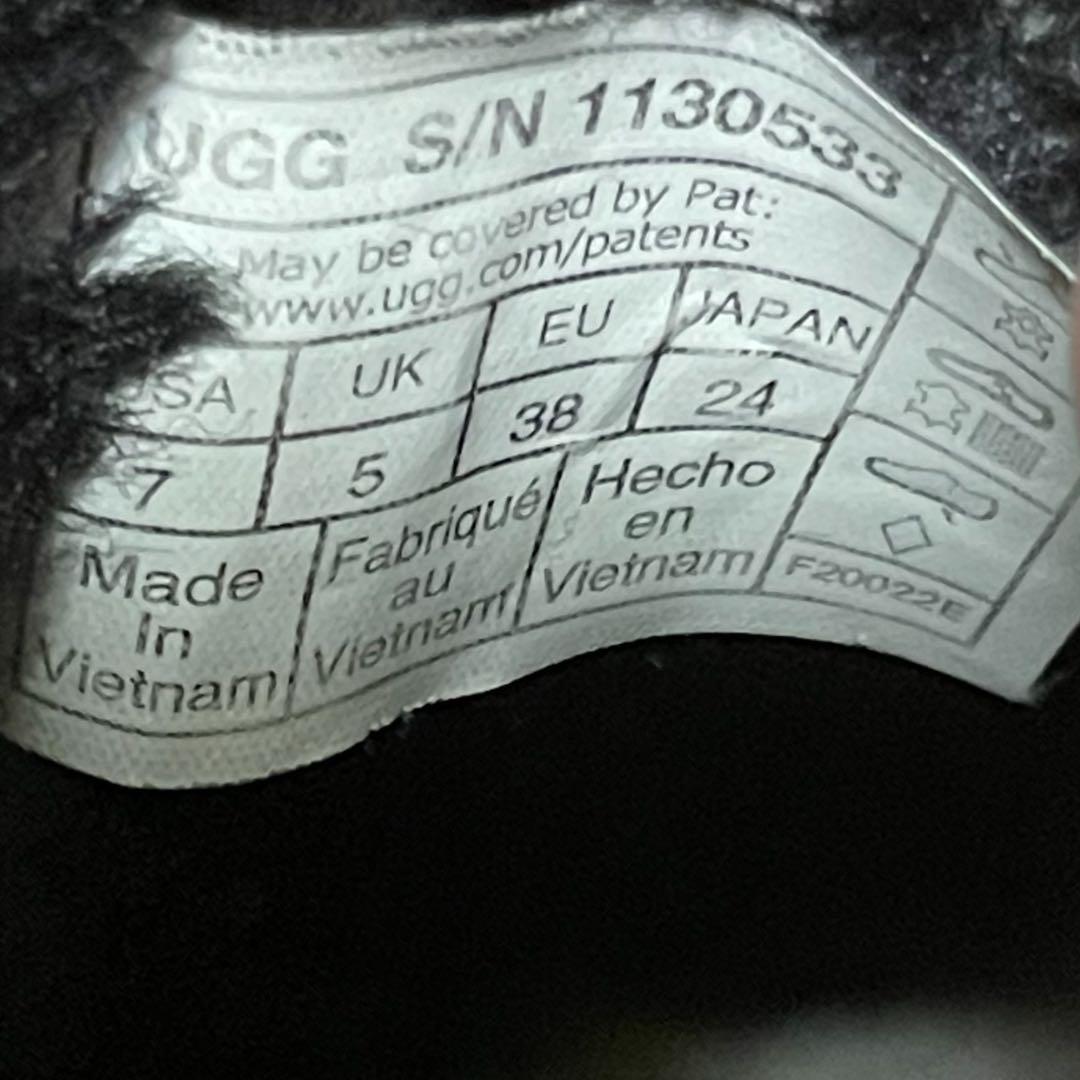 UGG S/N 1130533
May be covered by Pat:
www.ugg.com/patents
USA UK EU JAPAN
7 5 38 24
Made
In
Vietnam
Fabriqué
au
Vietnam
Hecho
en
Vietnam
F20022E